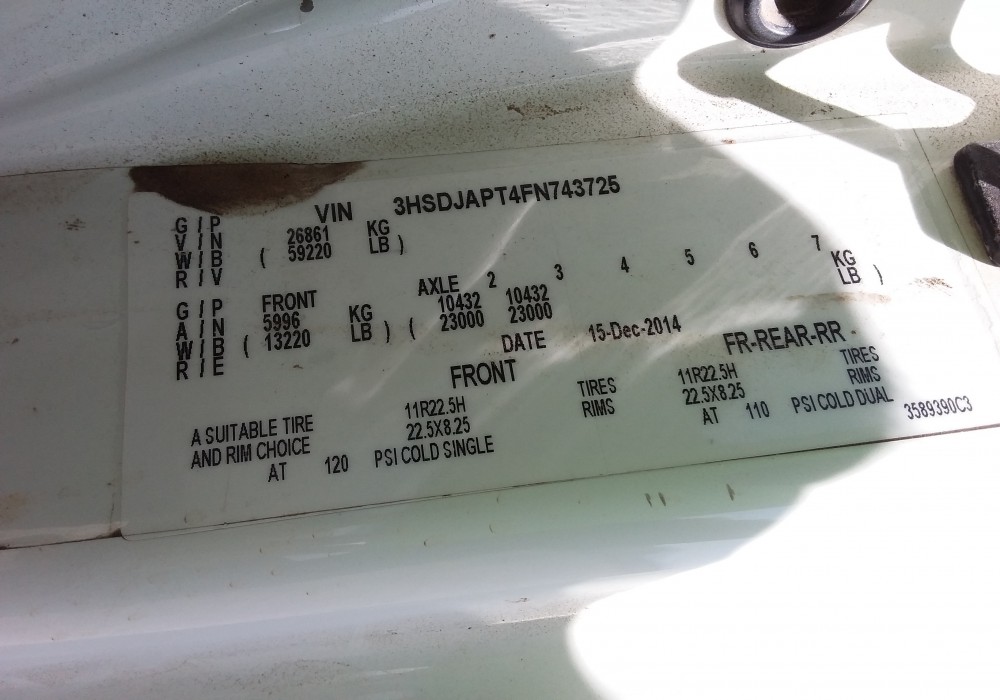 VIN 3HSDJAPT4FN743725
G / P
V / I N 26861 KG
W / B ( 59220 LB )
R / V
AXLE 2 3 4 5 6 7
G / P FRONT 10432 10432 KG
A / I N 5996 KG ( 23000 23000 LB )
W / B ( 13220 LB )
R / E
DATE 15-Dec-2014
FRONT FR-REAR-RR -
11R22.5H TIRES 11R22.5H TIRES
A SUITABLE TIRE 22.5X8.25 RIMS 22.5X8.25 RIMS
AND RIM CHOICE
AT 120 PSI COLD SINGLE AT 110 PSI COLD DUAL 3589390C3